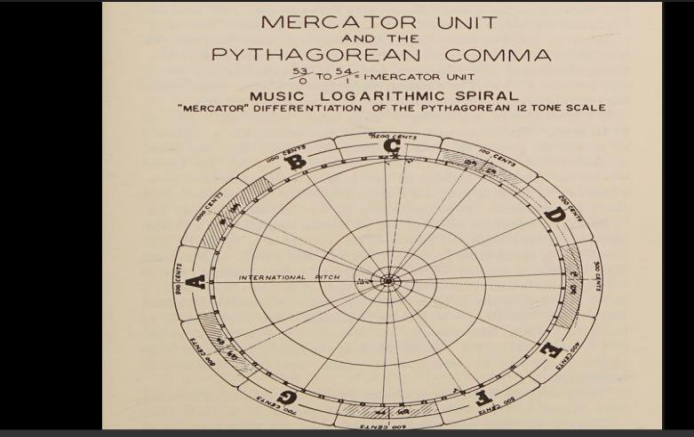 MERCATOR UNIT
AND THE
PYTHAGOREAN COMMA
53/0 TO 54/1 = 1-MERCATOR UNIT
MUSIC LOGARITHMIC SPIRAL
"MERCATOR" DIFFERENTIATION OF THE PYTHAGOREAN 12 TONE SCALE
C
100 CENTS
D
200 CENTS
300 CENTS
E
400 CENTS
F
500 CENTS
600 CENTS
G
700 CENTS
800 CENTS
A
900 CENTS
1000 CENTS
B
1100 CENTS
INTERNATIONAL PITCH